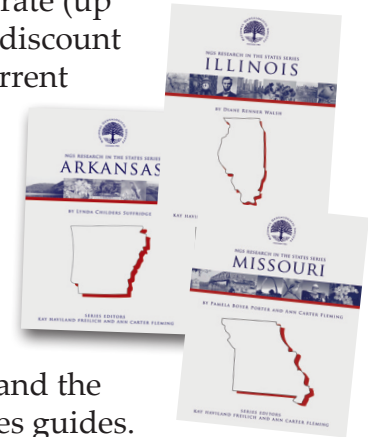 rate (up
discount
rrent
NGS RESEARCH IN THE STATES SERIES
ILLINOIS
BY DIANE RENNER WALSH
RAY HAVI
NGS RESEARCH IN THE STATES SERIES
ARKANSAS
BY LYNDA CHILDERS SUFFRIDGE
SERIES EDITORS
KAY HAVILAND FREILICH AND ANN CARTER FLEMING
NGS RESEARCH IN THE STATES SERIES
MISSOURI
BY PAMELA BOYER PORTER AND ANN CARTER FLEMING
SERIES EDITORS
KAY HAVILAND FREILICH AND ANN CARTER FLEMING
and the
es guides.